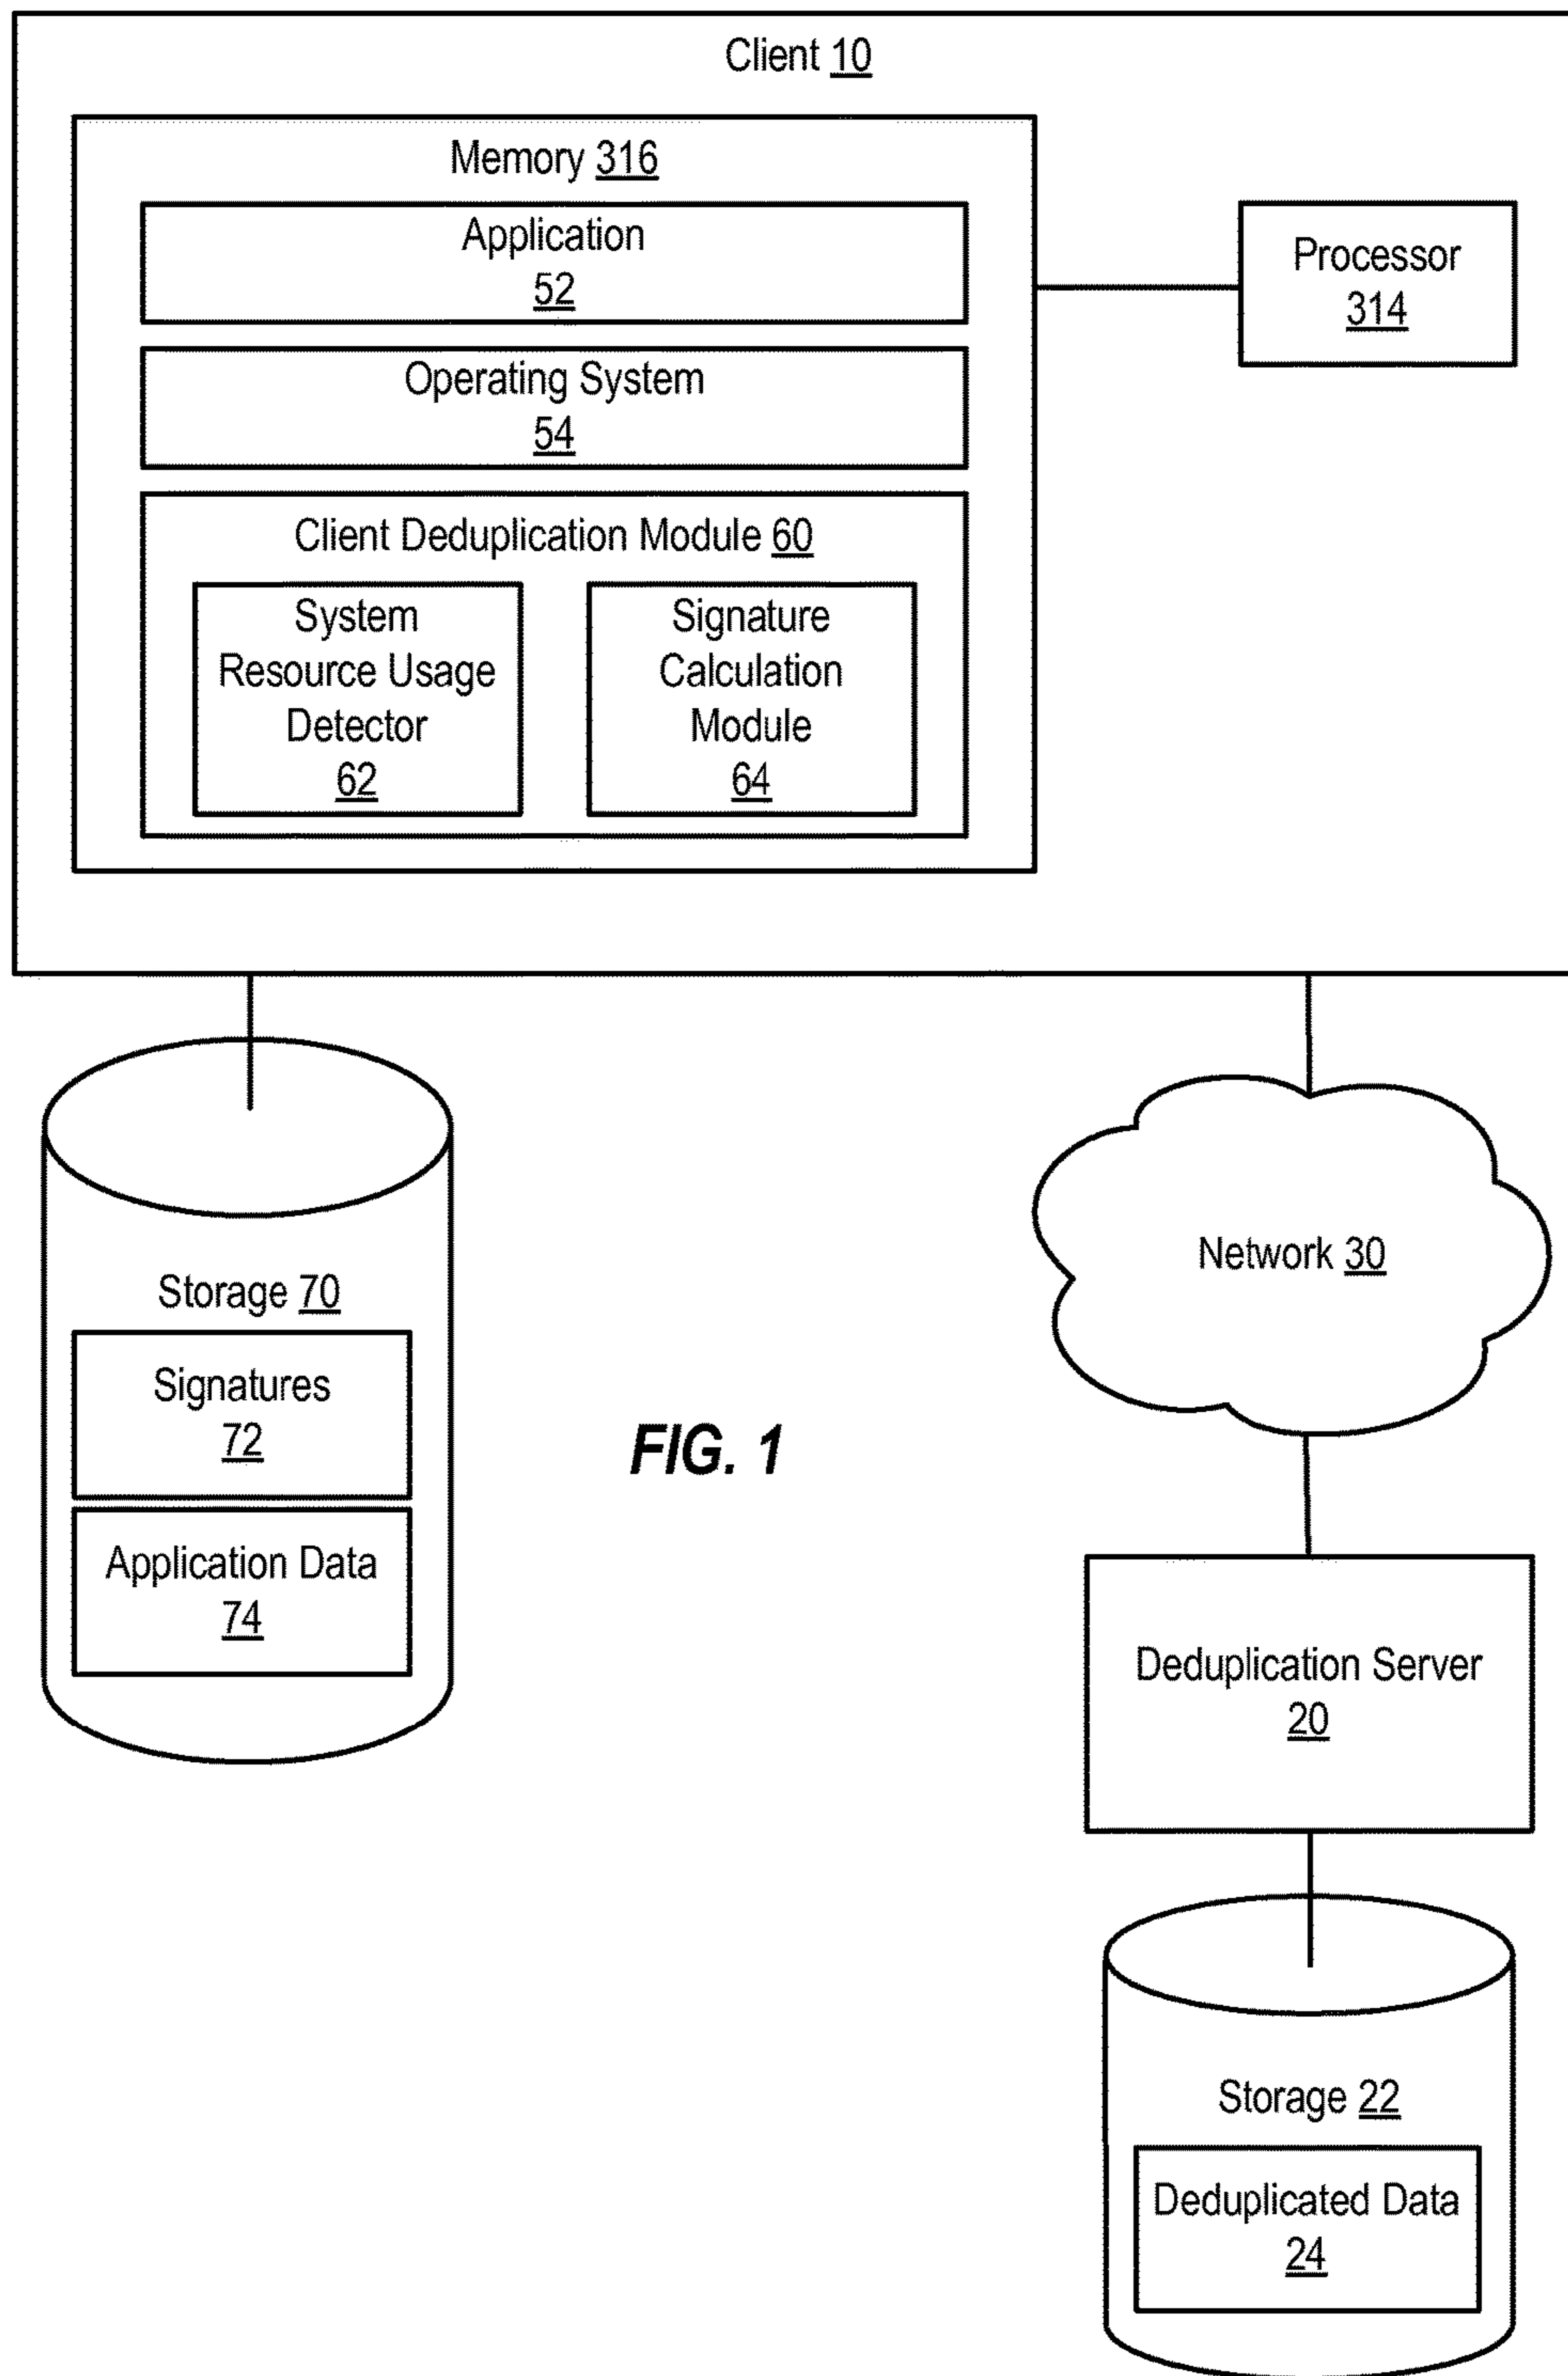 Client 10
Memory 316
Application
52
Processor
314
Operating System
54
Client Deduplication Module 60
System
Resource Usage
Detector
62
Signature
Calculation
Module
64
Network 30
Storage 70
Signatures
72
Application Data
74
FIG. 1
Deduplication Server
20
Storage 22
Deduplicated Data
24